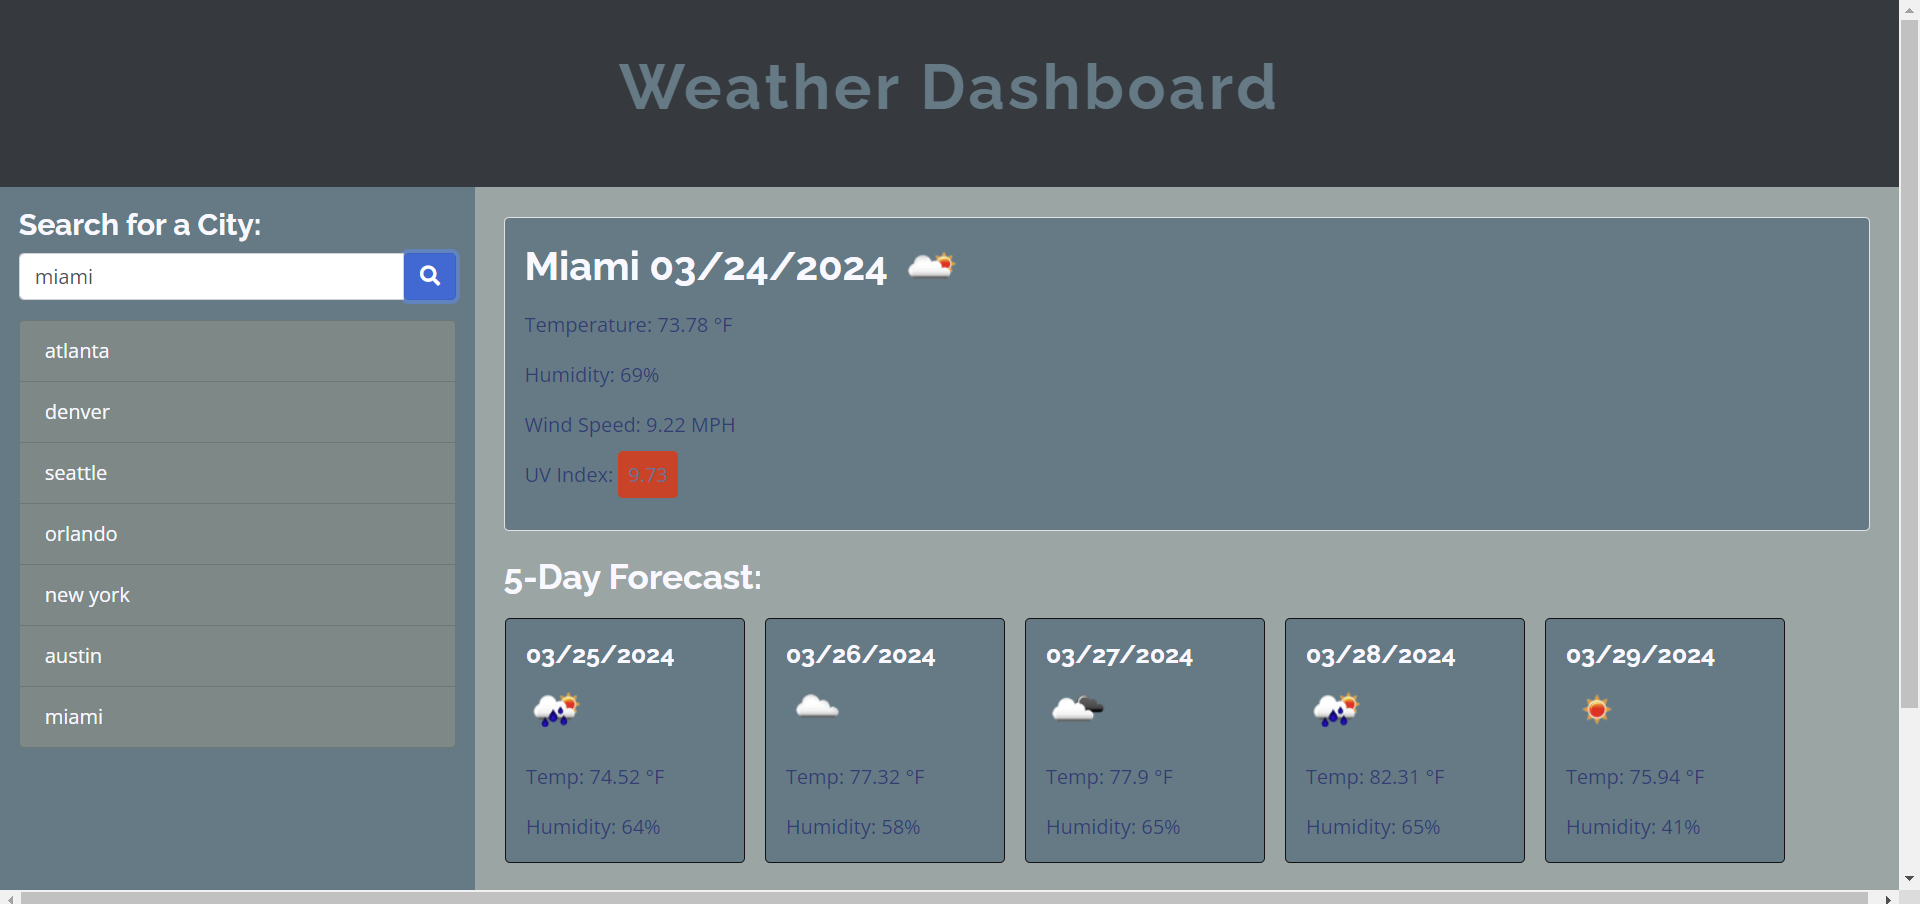 Weather Dashboard
Search for a City:
miami
atlanta
denver
seattle
orlando
new york
austin
miami
Miami 03/24/2024
Temperature: 73.78 °F
Humidity: 69%
Wind Speed: 9.22 MPH
UV Index: 9.73
5-Day Forecast:
03/25/2024
Temp: 74.52 °F
Humidity: 64%
03/26/2024
Temp: 77.32 °F
Humidity: 58%
03/27/2024
Temp: 77.9 °F
Humidity: 65%
03/28/2024
Temp: 82.31 °F
Humidity: 65%
03/29/2024
Temp: 75.94 °F
Humidity: 41%